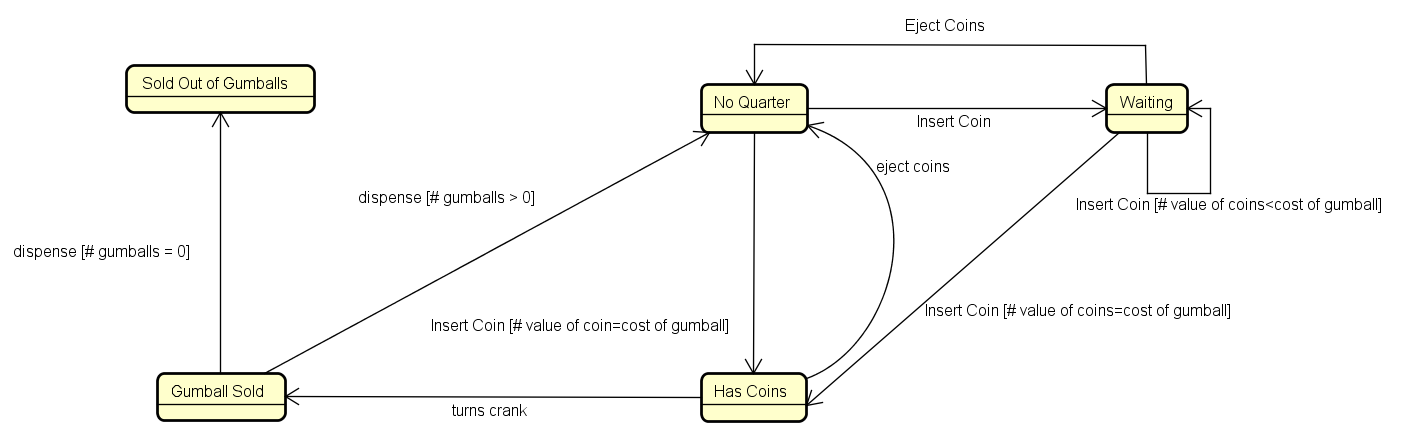 Eject Coins
Sold Out of Gumballs
No Quarter
Waiting
Insert Coin
eject coins
dispense [# gumballs > 0]
Insert Coin [# value of coins<cost of gumball]
dispense [# gumballs = 0]
Insert Coin [# value of coins=cost of gumball]
Insert Coin [# value of coin=cost of gumball]
Gumball Sold
Has Coins
turns crank